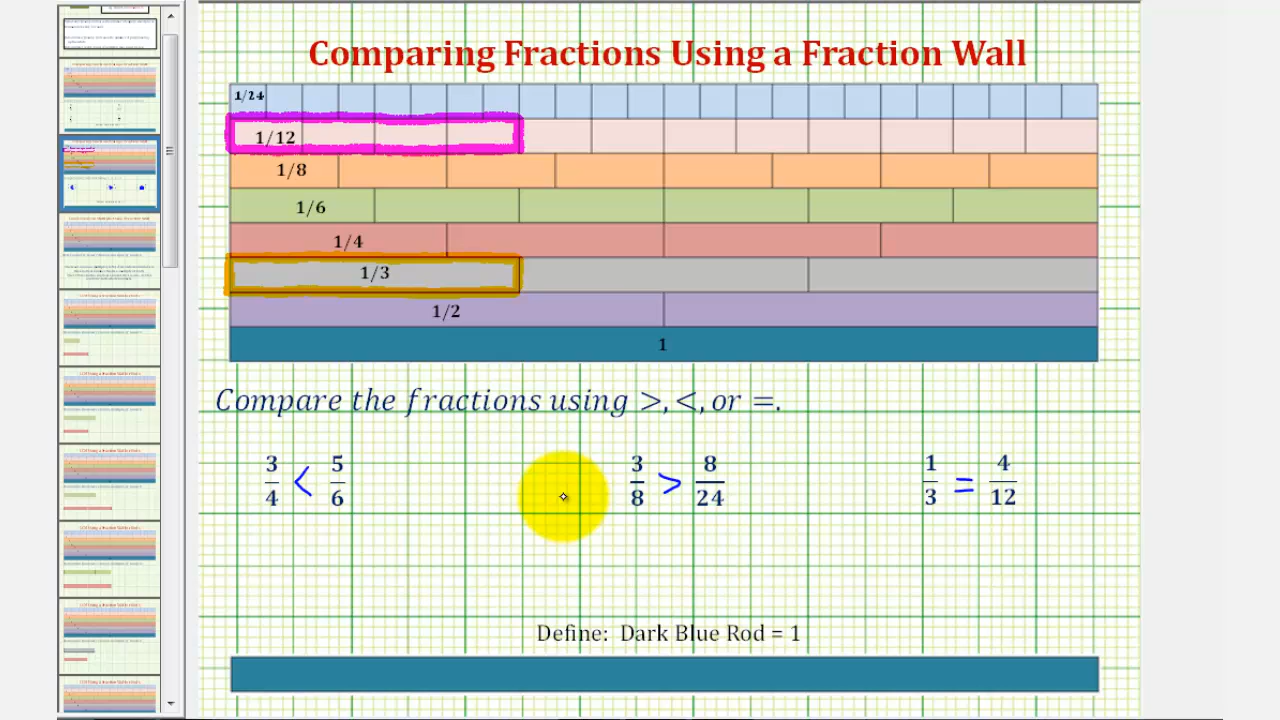 Comparing Fractions Using a Fraction Wall
1/24
1/12
1/8
1/6
1/4
1/3
1/2
1
Compare the fractions using >, <, or =.
3/4 < 5/6 3/8 > 8/24 1/3 = 4/12
Define: Dark Blue Rod = 1